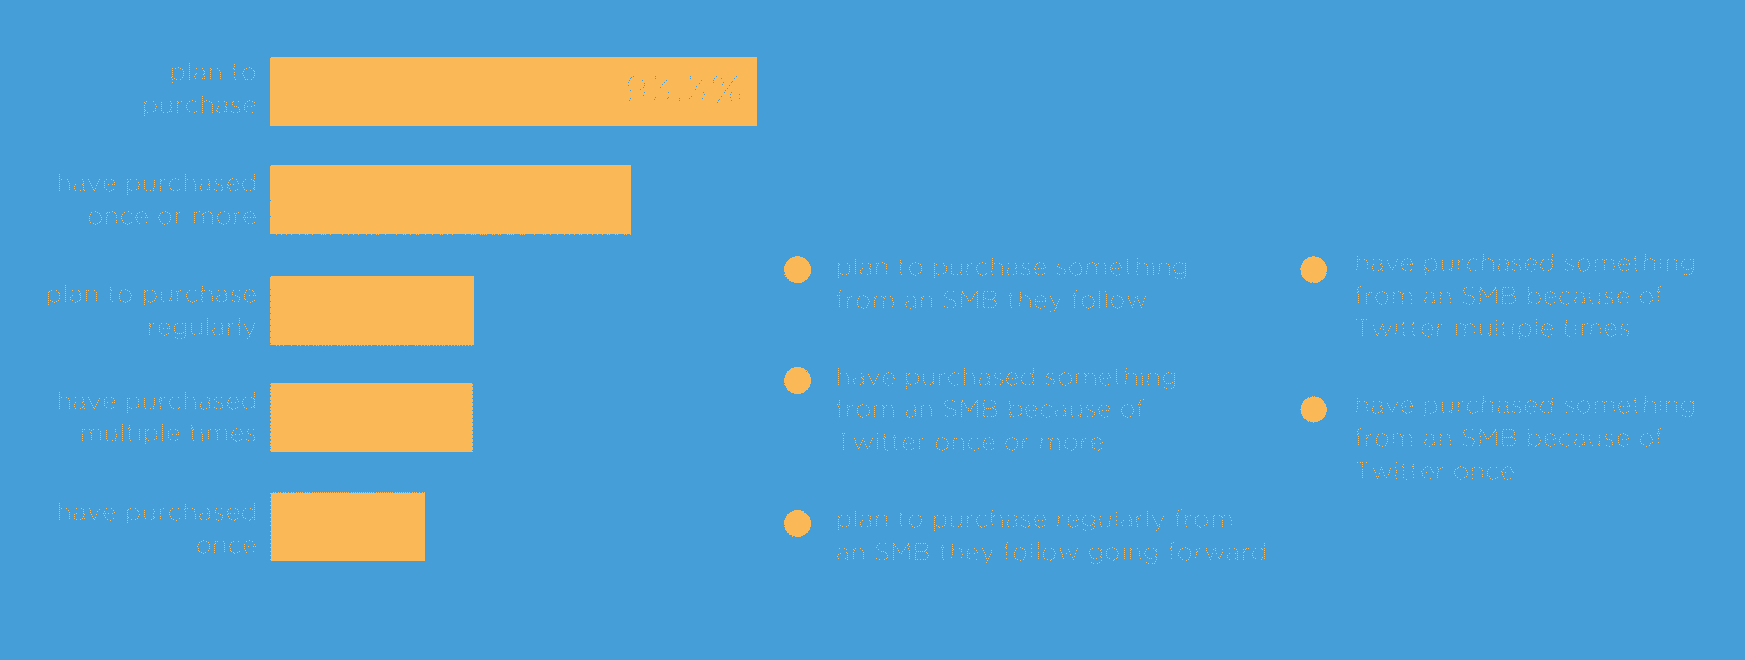 plan to
purchase
have purchased
once or more
plan to purchase
regularly
have purchased
multiple times
have purchased
once
plan to purchase something
from an SMB they follow
have purchased something
from an SMB because of
Twitter once or more
plan to purchase regularly from
an SMB they follow going forward
have purchased something
from an SMB because of
Twitter multiple times
have purchased something
from an SMB because of
Twitter once